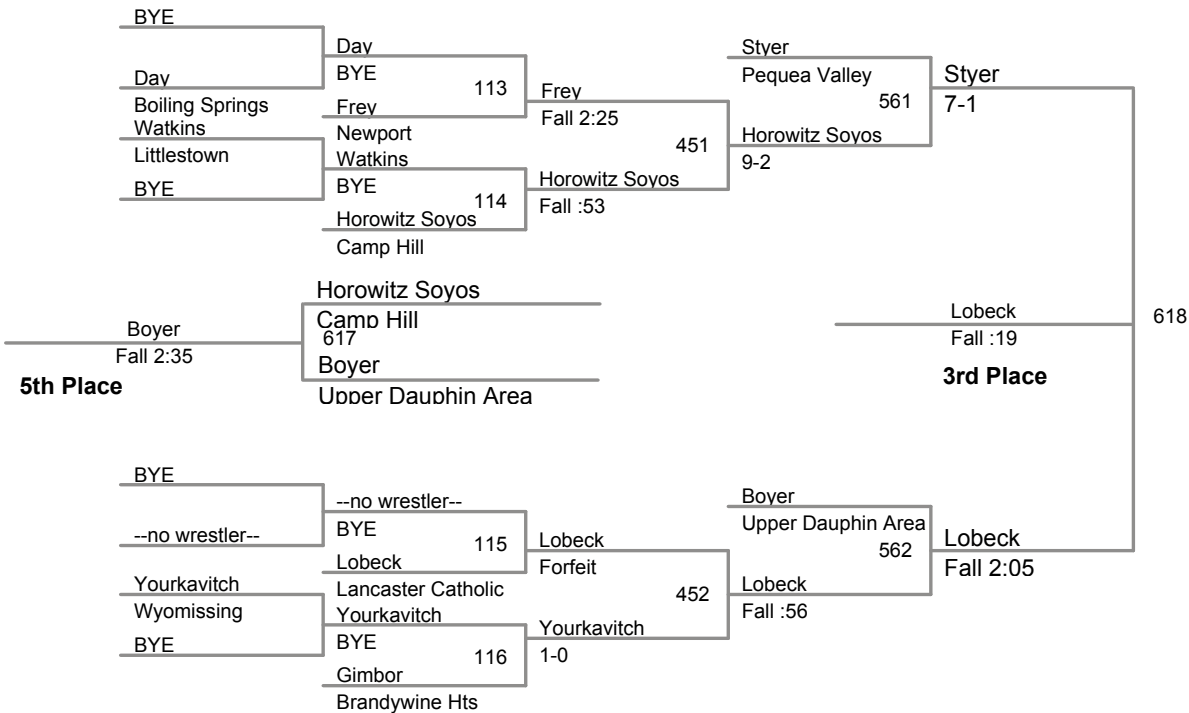 BYE
Day
Boiling Springs
Watkins
Littlestown
BYE
Day
BYE
113
Frey
Newport
Watkins
BYE
114
Horowitz Soyos
Camp Hill
Frey
Fall 2:25
451
Horowitz Soyos
Fall :53
Styer
Pequea Valley
561
Horowitz Soyos
9-2
Styer
7-1
Horowitz Soyos
Camp Hill
617
Boyer
Upper Dauphin Area
Boyer
Fall 2:35
5th Place
Lobeck
Fall :19
3rd Place
618
BYE
--no wrestler--
Yourkavitch
Wyomissing
BYE
--no wrestler--
BYE
115
Lobeck
Lancaster Catholic
Yourkavitch
BYE
116
Gimbor
Brandywine Hts
Lobeck
Forfeit
452
Yourkavitch
1-0
Boyer
Upper Dauphin Area
562
Lobeck
Fall :56
Lobeck
Fall 2:05